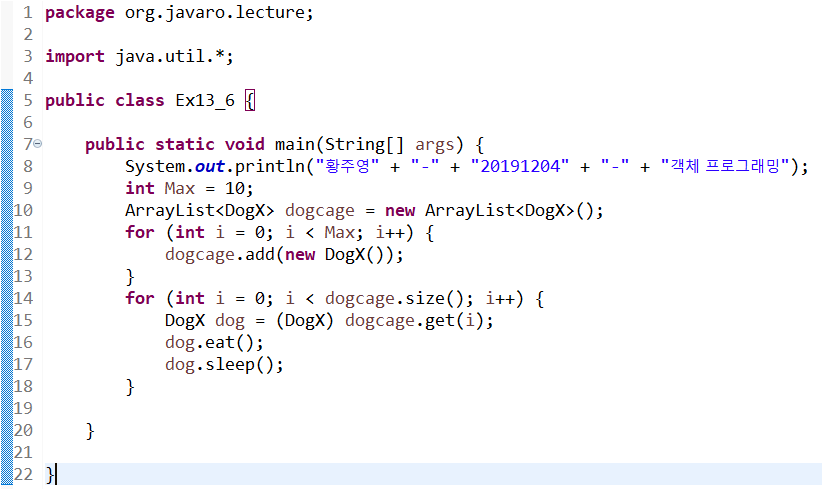 1 package org.javaro.lecture;
2
3 import java.util.*;
4
5 public class Ex13_6 {
6
7 public static void main(String[] args) {
8 System.out.println("황주영" + "-" + "20191204" + "-" + "객체 프로그래밍");
9 int Max = 10;
10 ArrayList<DogX> dogcage = new ArrayList<DogX>();
11 for (int i = 0; i < Max; i++) {
12 dogcage.add(new DogX());
13 }
14 for (int i = 0; i < dogcage.size(); i++) {
15 DogX dog = (DogX) dogcage.get(i);
16 dog.eat();
17 dog.sleep();
18 }
19
20 }
21
22 }